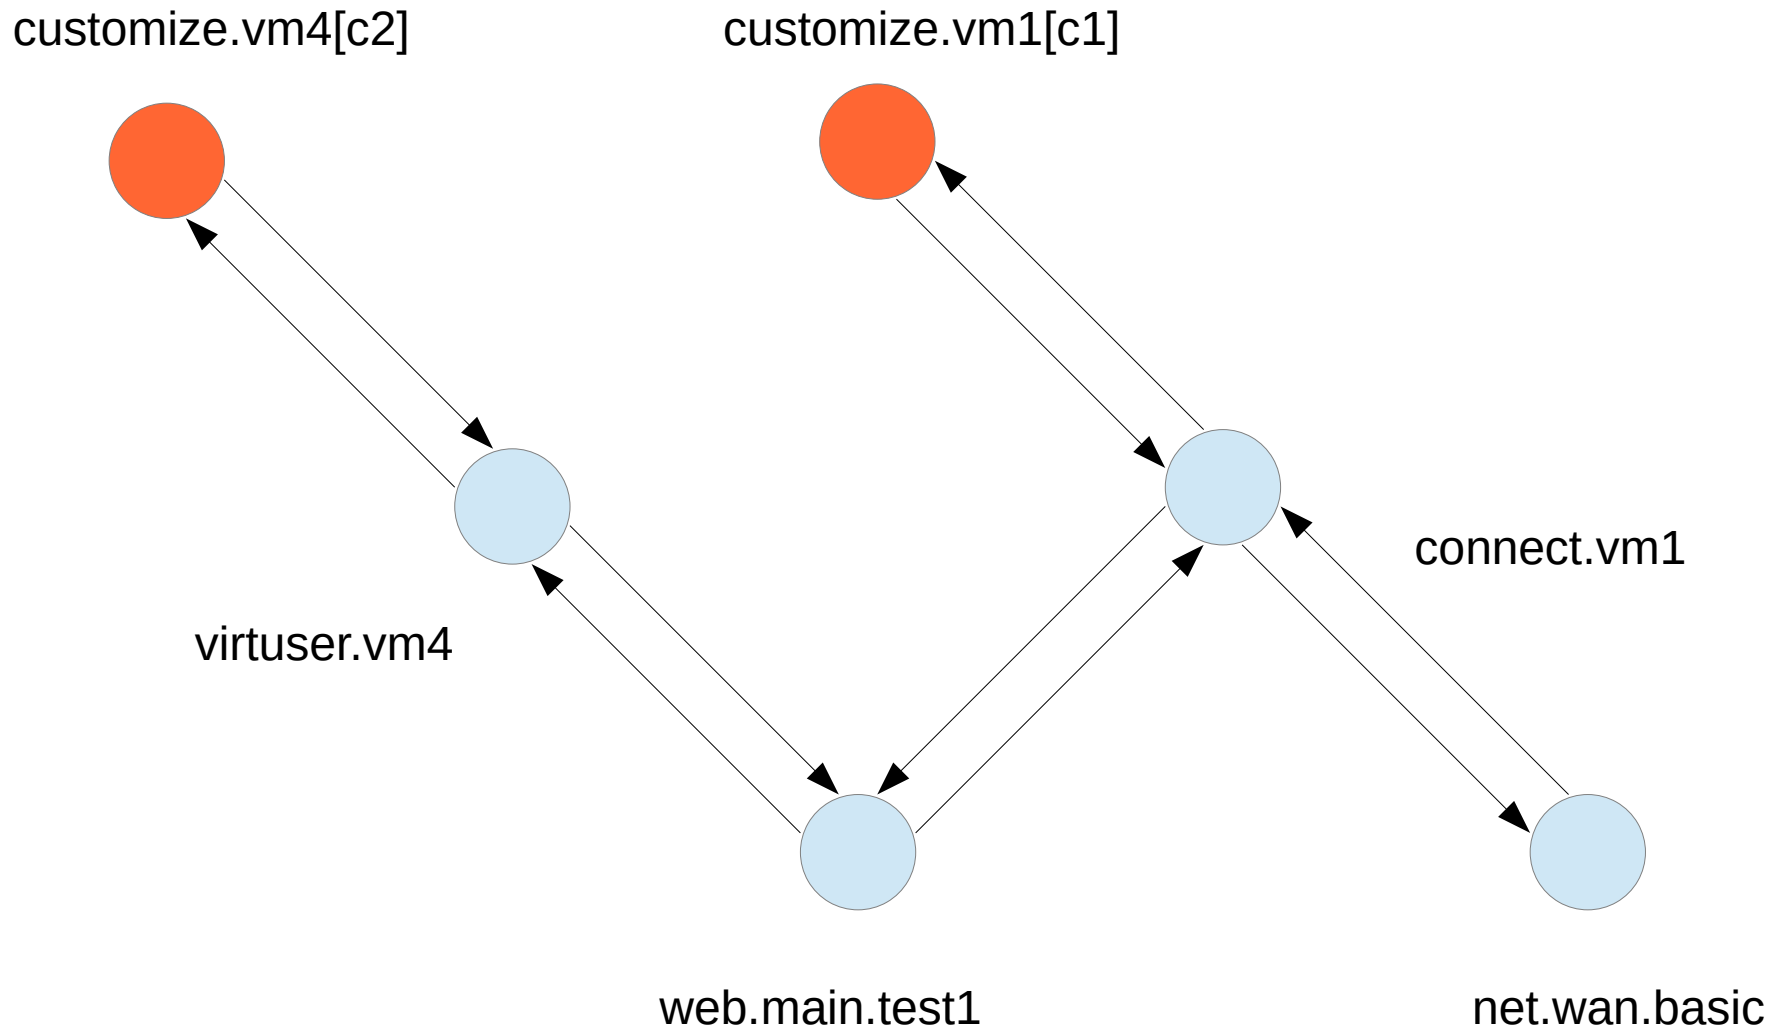 customize.vm4[c2]
customize.vm1[c1]
connect.vm1
virtuser.vm4
web.main.test1
net.wan.basic